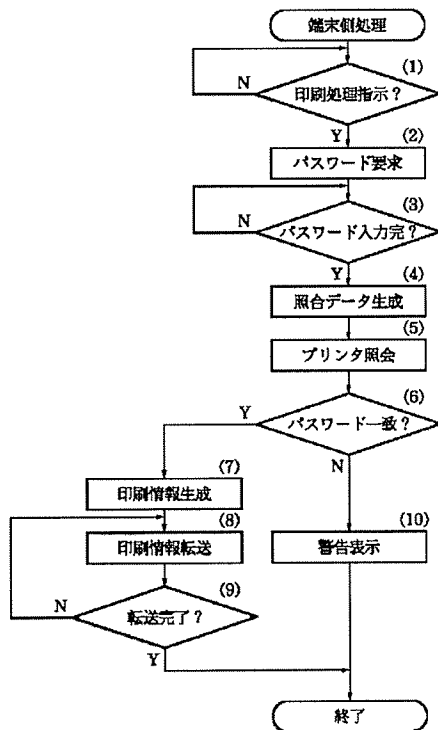 端末側処理
(1)
印刷処理指示？
N
Y
(2)
パスワード要求
(3)
パスワード入力完？
N
Y
(4)
照合データ生成
(5)
プリンタ照会
(6)
パスワード一致？
Y
N
(7)
印刷情報生成
(8)
印刷情報転送
(10)
警告表示
(9)
転送完了？
N
Y
終了